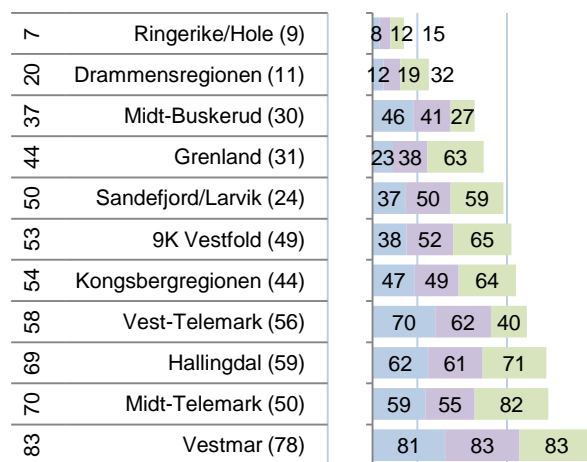 7 Ringerike/Hole (9) 8 12 15
20 Drammensregionen (11) 12 19 32
37 Midt-Buskerud (30) 46 41 27
44 Grenland (31) 23 38 63
50 Sandefjord/Larvik (24) 37 50 59
53 9K Vestfold (49) 38 52 65
54 Kongsbergregionen (44) 47 49 64
58 Vest-Telemark (56) 70 62 40
69 Hallingdal (59) 62 61 71
70 Midt-Telemark (50) 59 55 82
83 Vestmar (78) 81 83 83